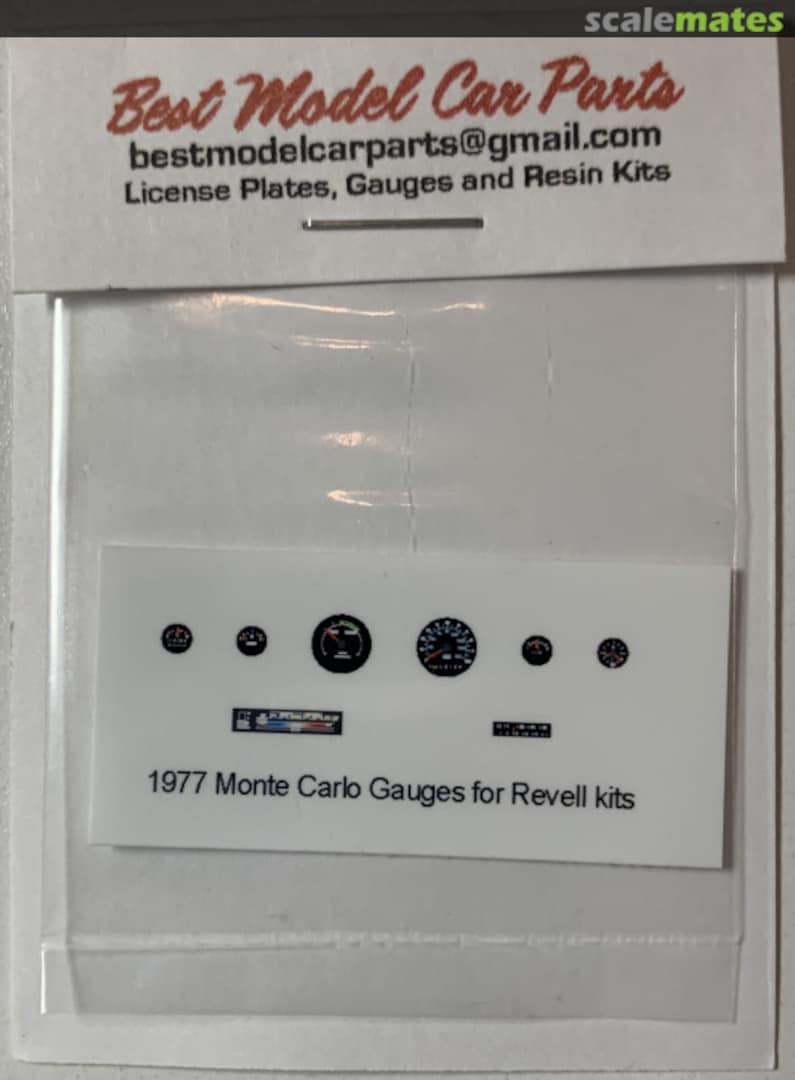 scalemates
Best Model Car Parts
bestmodelcarparts@gmail.com
License Plates, Gauges and Resin Kits
1977 Monte Carlo Gauges for Revell kits